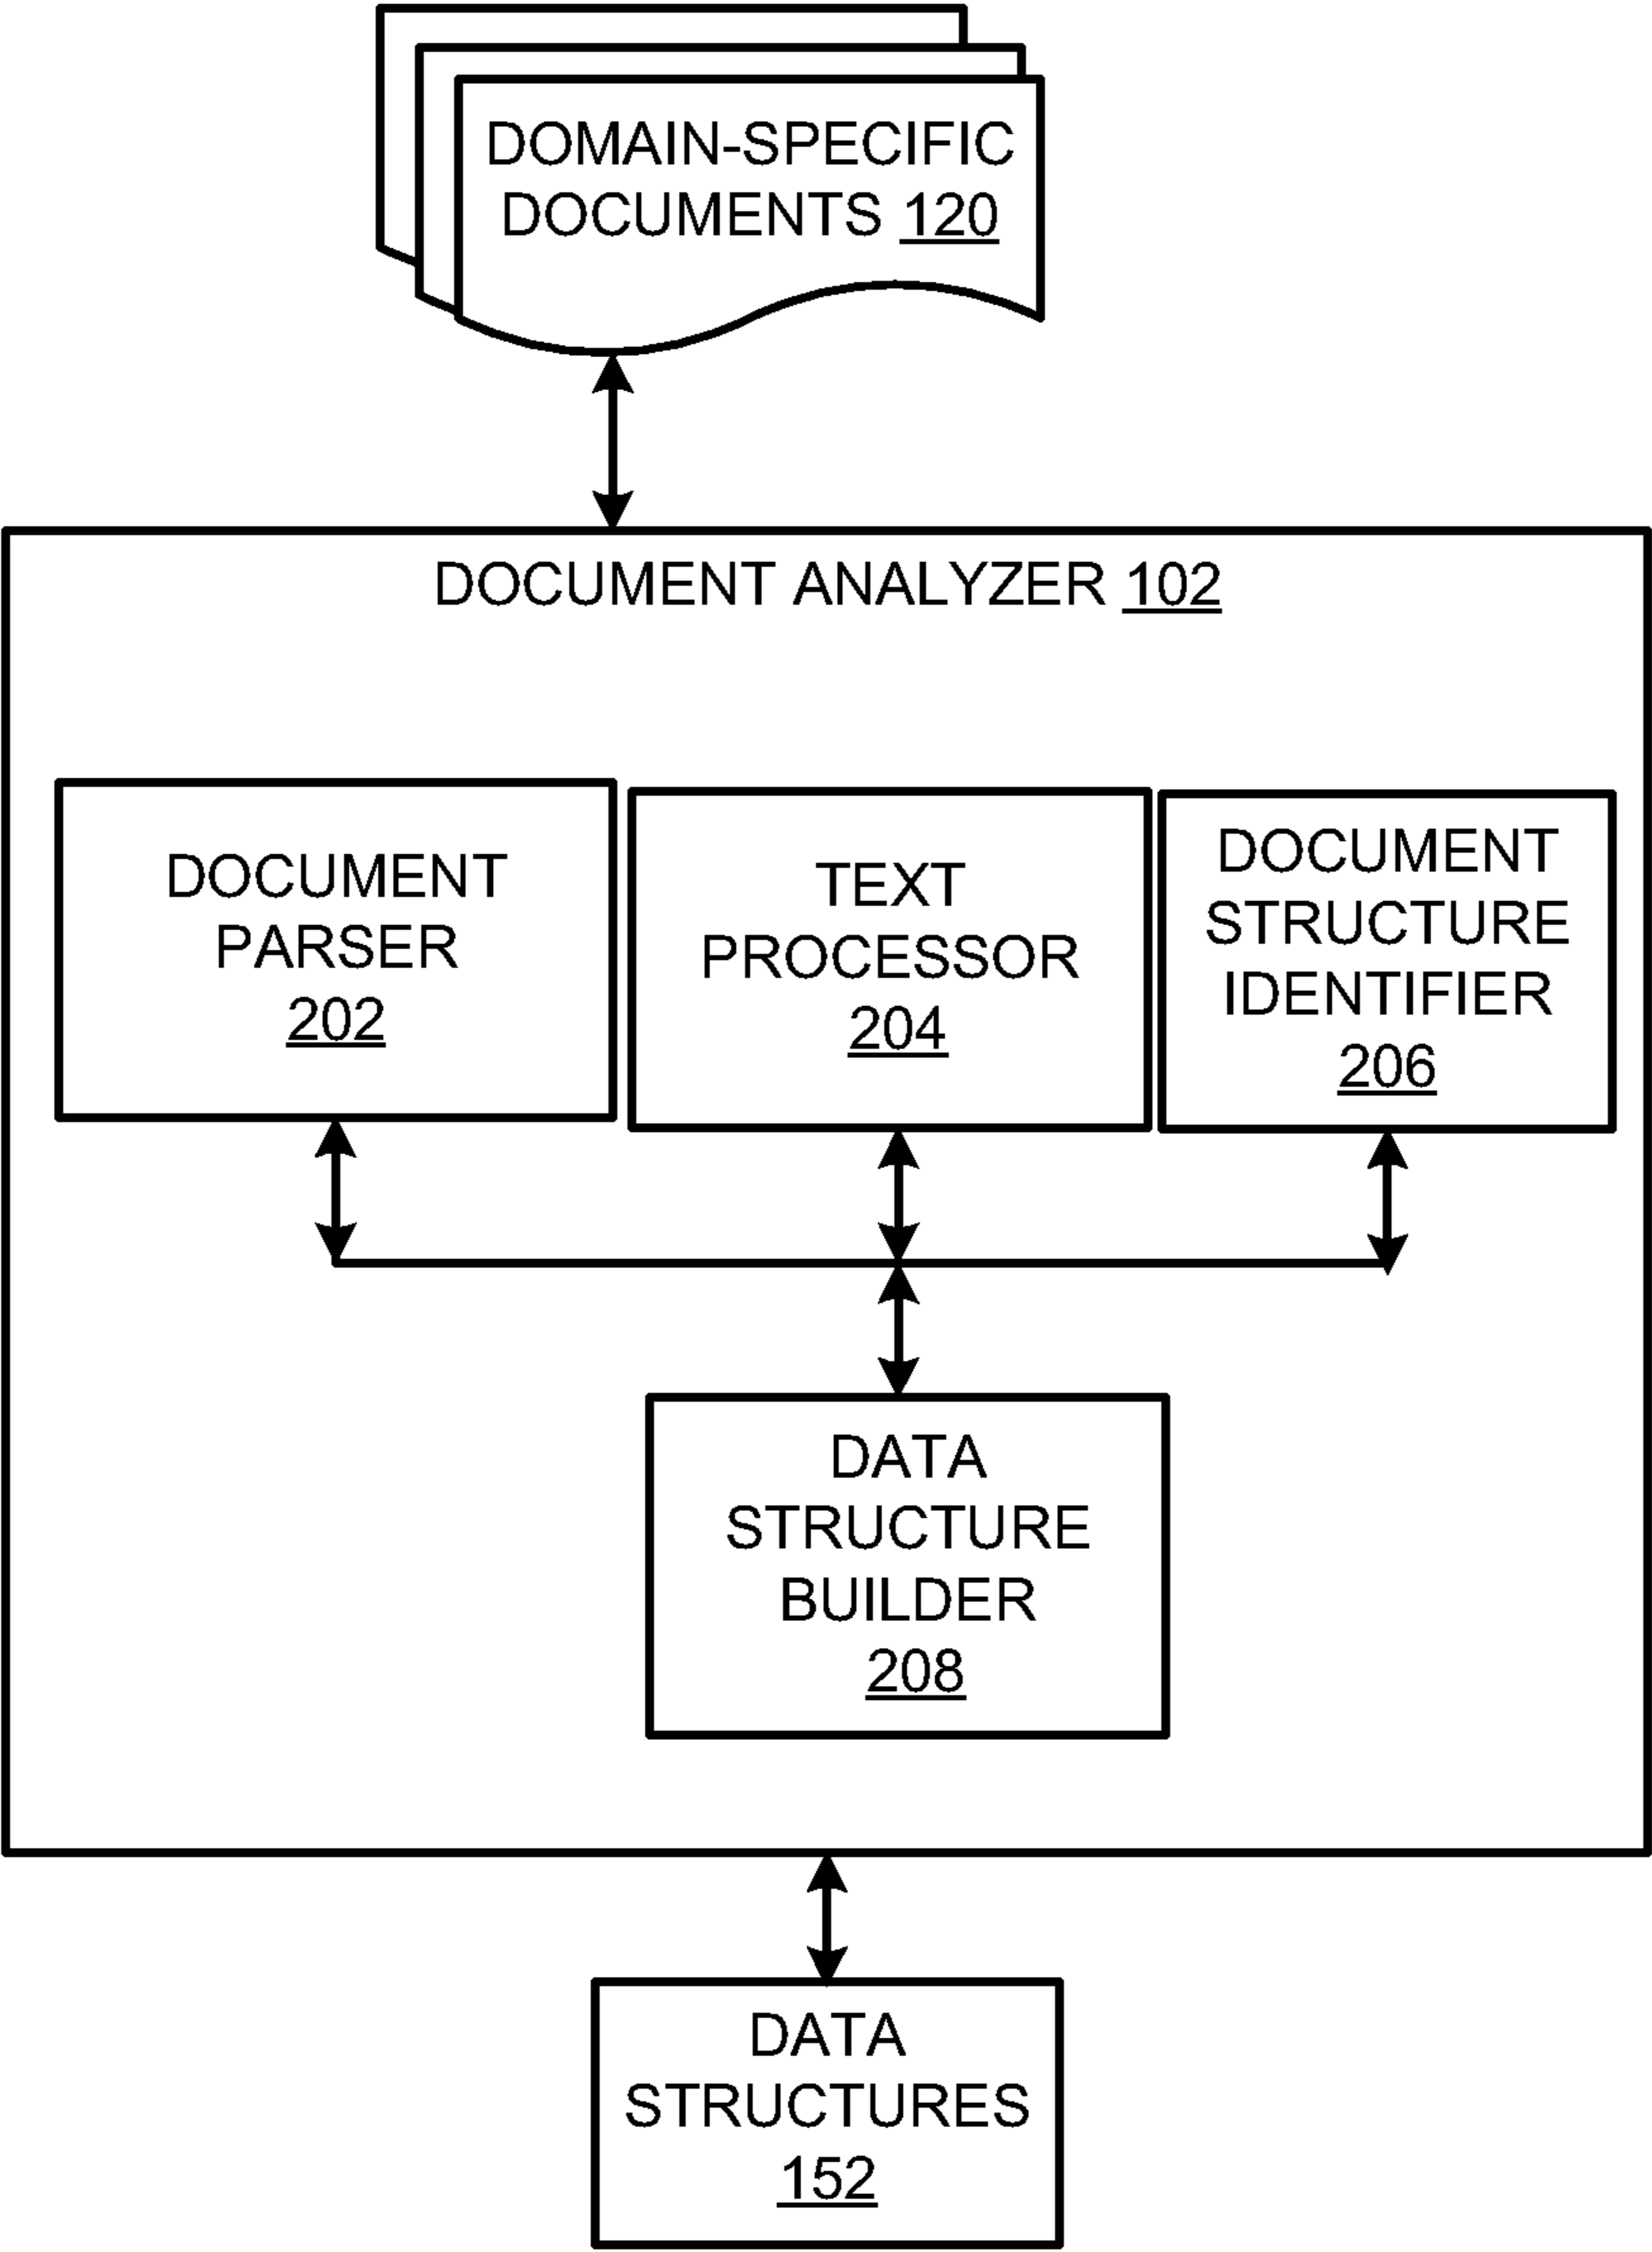 DOMAIN-SPECIFIC
DOCUMENTS 120
DOCUMENT ANALYZER 102
DOCUMENT
PARSER
202
TEXT
PROCESSOR
204
DOCUMENT
STRUCTURE
IDENTIFIER
206
DATA
STRUCTURE
BUILDER
208
DATA
STRUCTURES
152